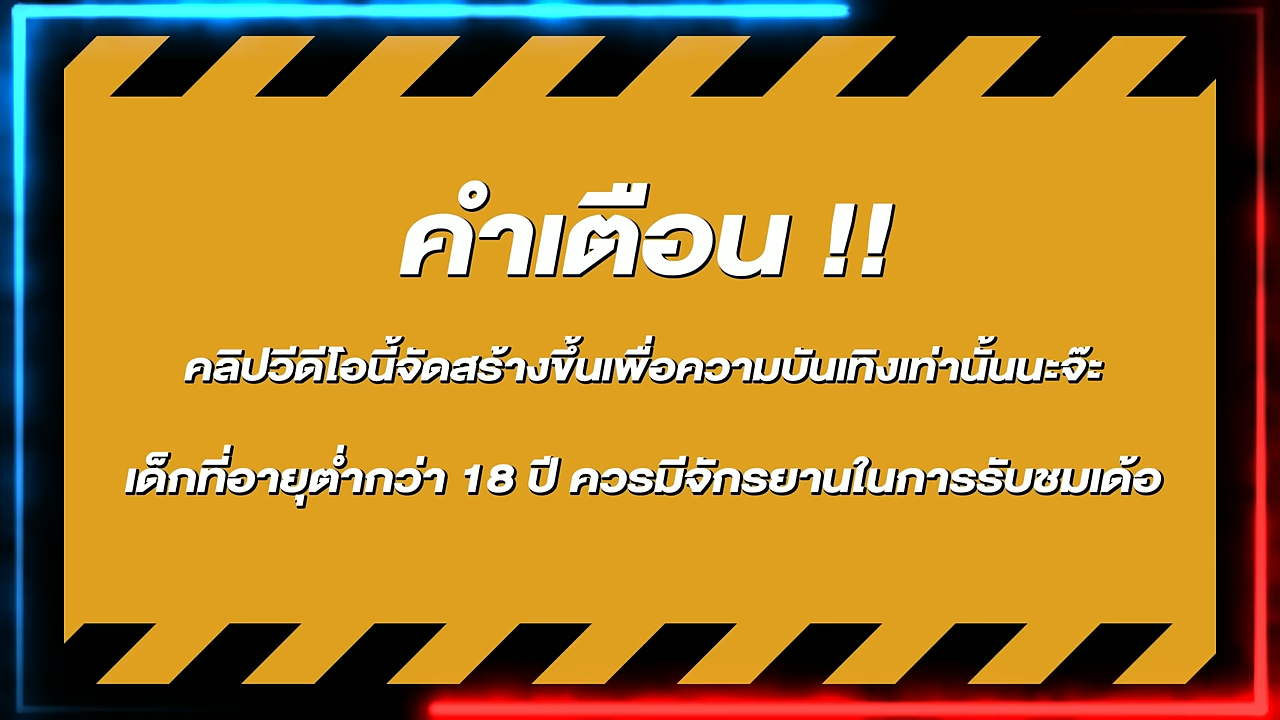 คำเตือน !!
คลิปวีดีโอนี้จัดสร้างขึ้นเพื่อความบันเทิงเท่านั้นนะจ๊ะ
เด็กที่อายุต่ำกว่า 18 ปี ควรมีจักรยานในการรับชมเด้อ